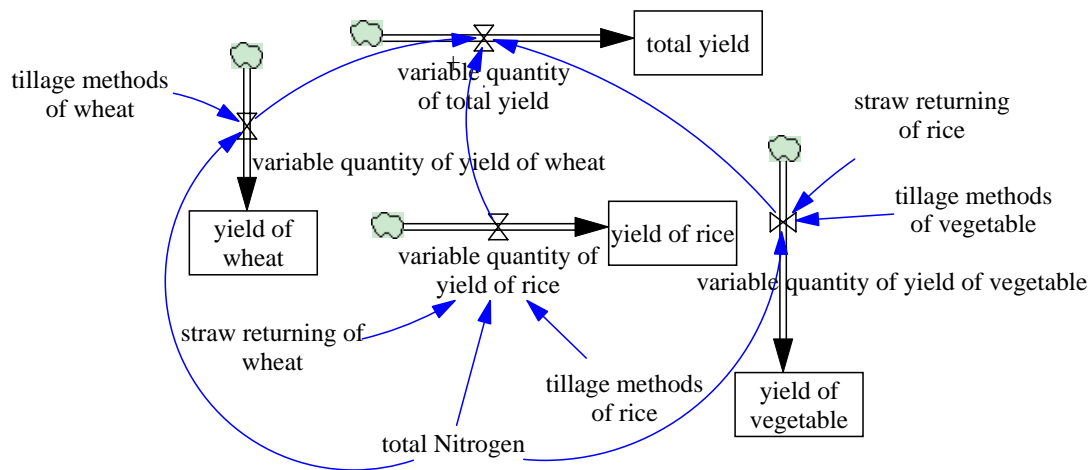 total yield
variable quantity
of total yield
tillage methods
of wheat
straw returning
of rice
variable quantity of yield of wheat
tillage methods
of vegetable
yield of
wheat
yield of rice
variable quantity of
yield of rice
variable quantity of yield of vegetable
straw returning of
wheat
tillage methods
of rice
yield of
vegetable
total Nitrogen